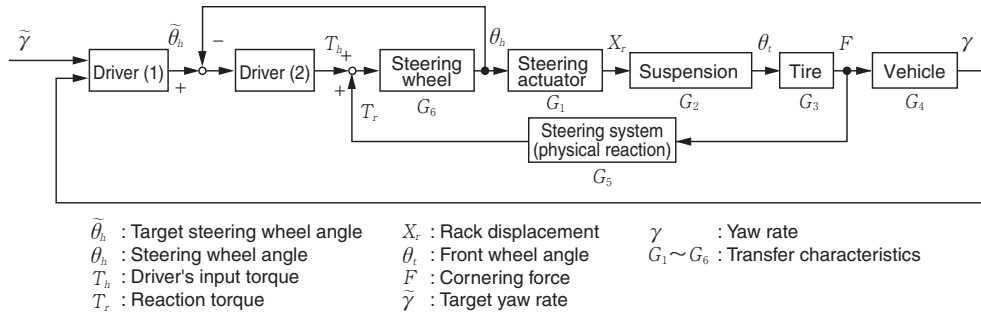 γ̃
θ̃h
−
Th
+
θh
Xr
θt
F
γ
Driver (1)
+
Driver (2)
+
Tr
Steering
wheel
G6
Steering
actuator
G1
Suspension
G2
Tire
G3
Vehicle
G4
Steering system
(physical reaction)
G5
θ̃h : Target steering wheel angle
θh : Steering wheel angle
Th : Driver's input torque
Tr : Reaction torque
Xr : Rack displacement
θt : Front wheel angle
F : Cornering force
γ̃ : Target yaw rate
γ : Yaw rate
G1~G6 : Transfer characteristics